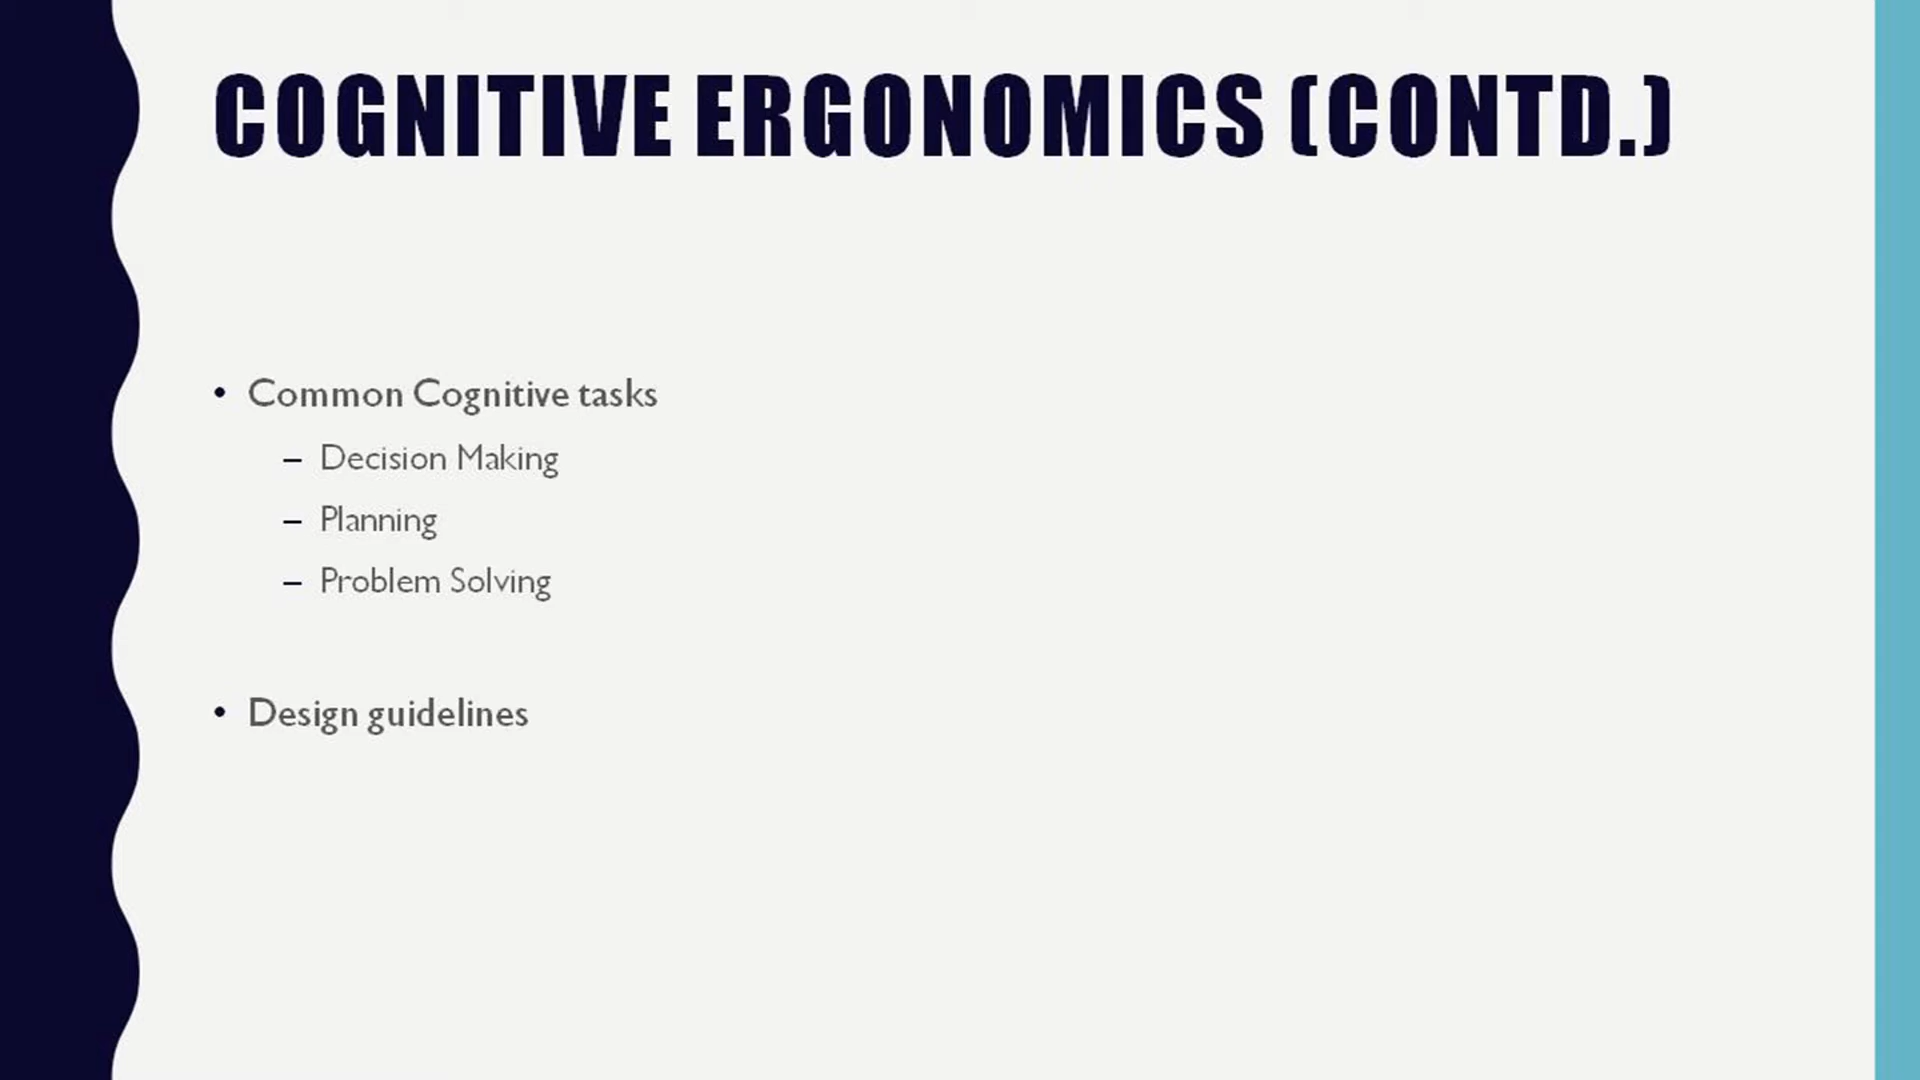 COGNITIVE ERGONOMICS (CONTD.)
• Common Cognitive tasks
– Decision Making
– Planning
– Problem Solving
• Design guidelines